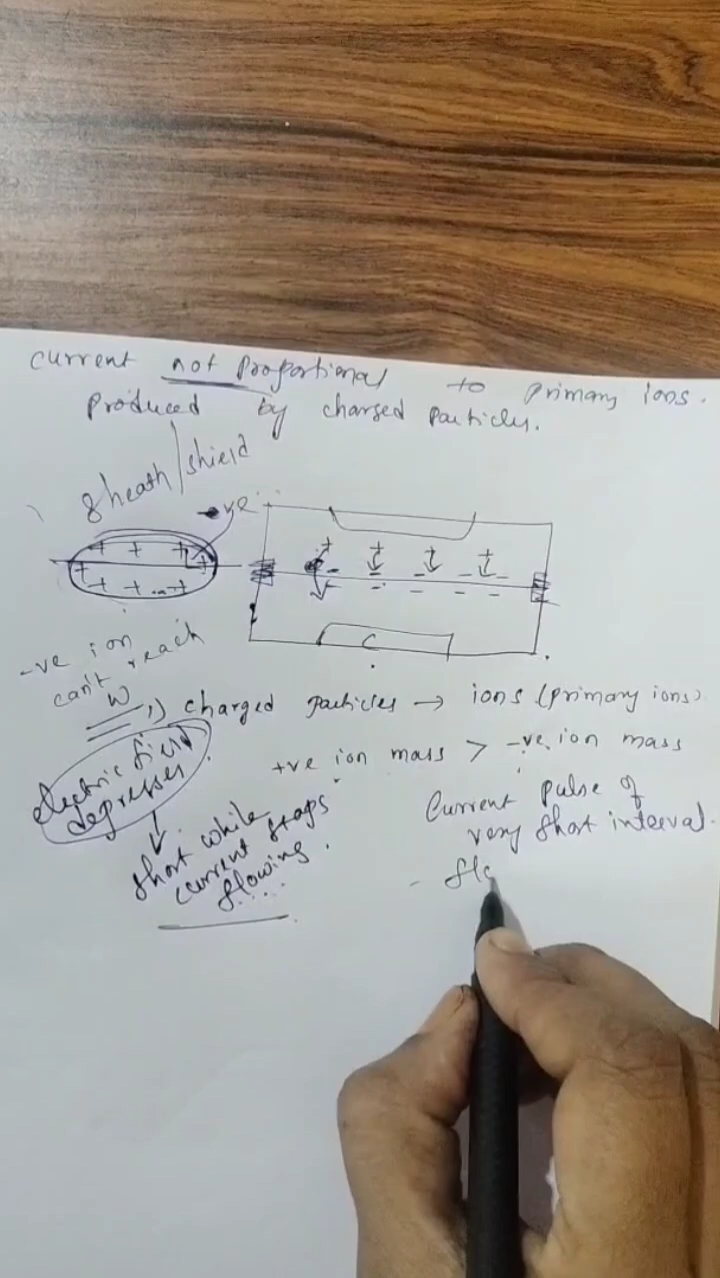 current not proportional to primary ions.
produced by charged particles.
sheath/shield
-ve
+ + +
+ +
+ + +
+ + + +
- - - -
C
-ve ion
can't reach
W
1) charged particles → ions (primary ions)
+ve ion mass > -ve ion mass
electric field
depresses
short while
current stops
flowing.
Current pulse of
very short interval.
- flo